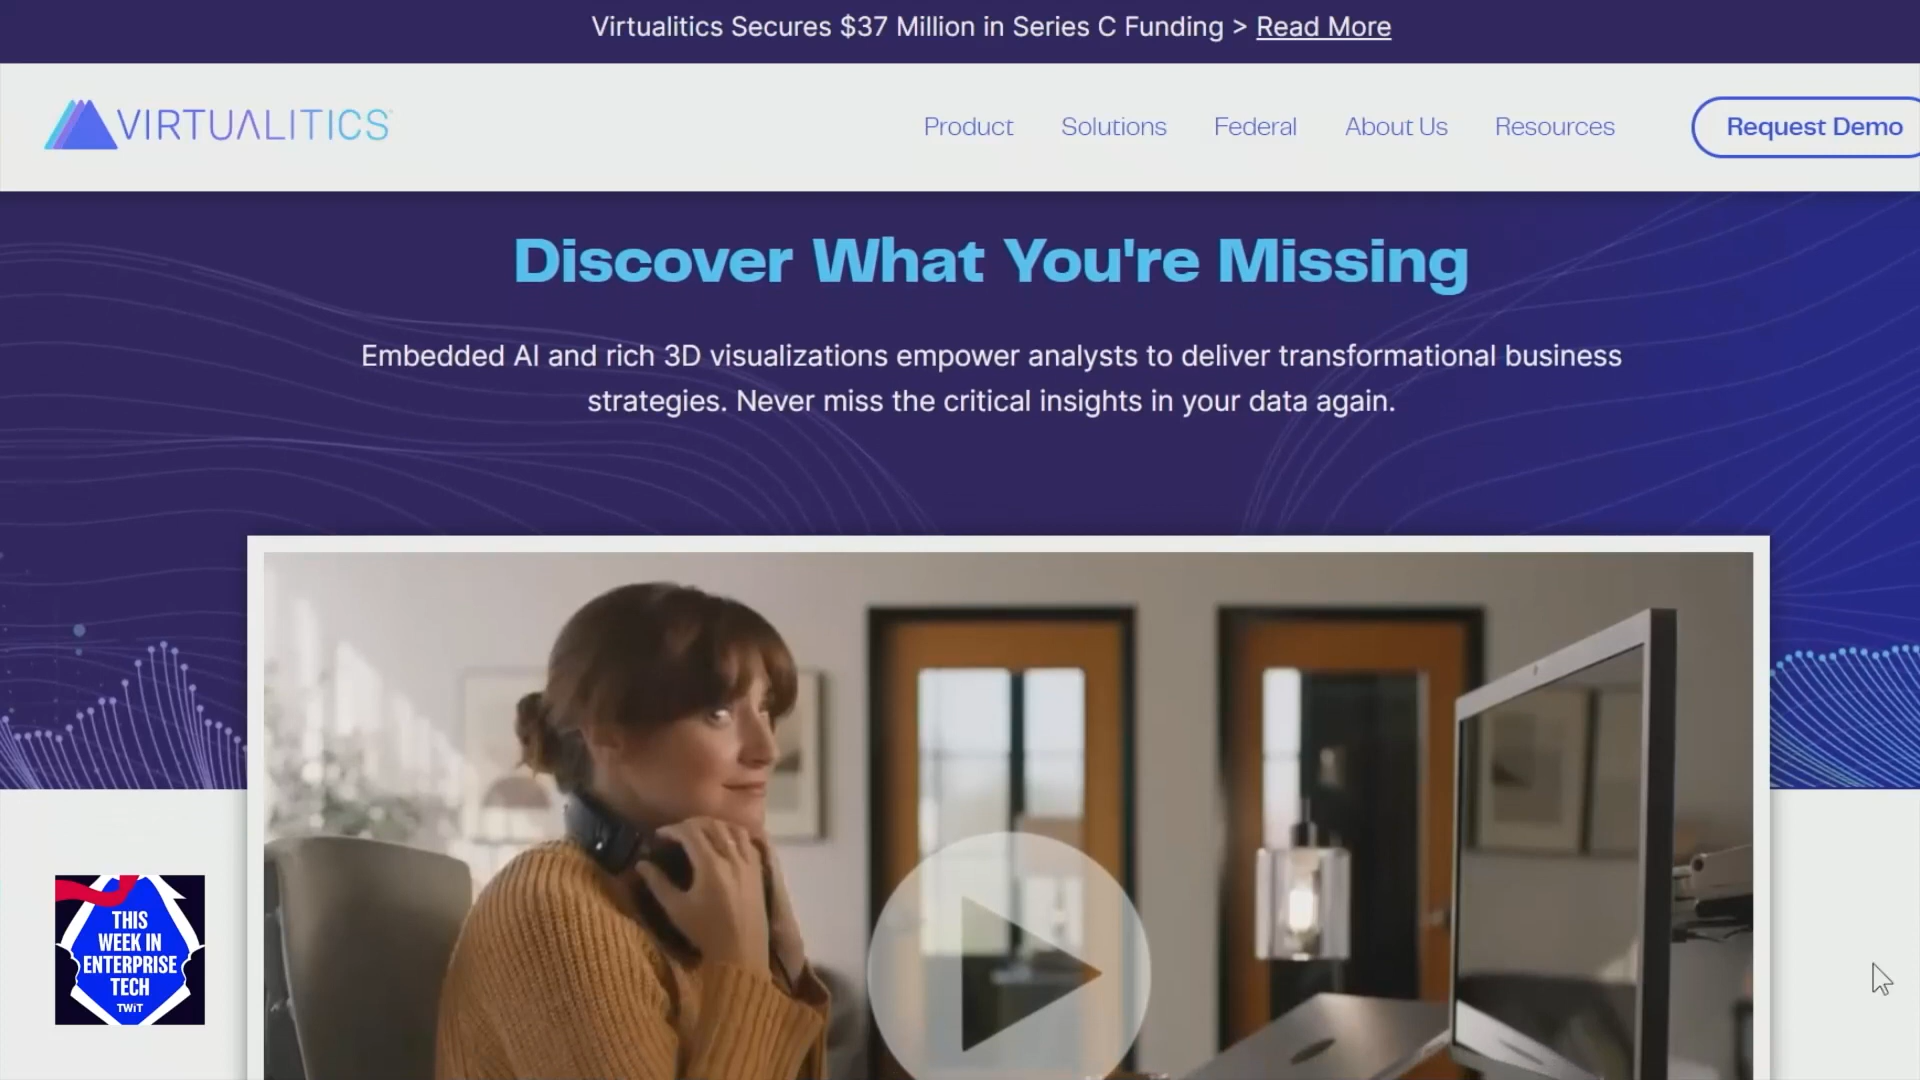 Virtualitics Secures $37 Million in Series C Funding > Read More
VIRTUALITICS
Product Solutions Federal About Us Resources Request Demo
Discover What You're Missing
Embedded AI and rich 3D visualizations empower analysts to deliver transformational business
strategies. Never miss the critical insights in your data again.
THIS
WEEK IN
ENTERPRISE
TECH
TWiT